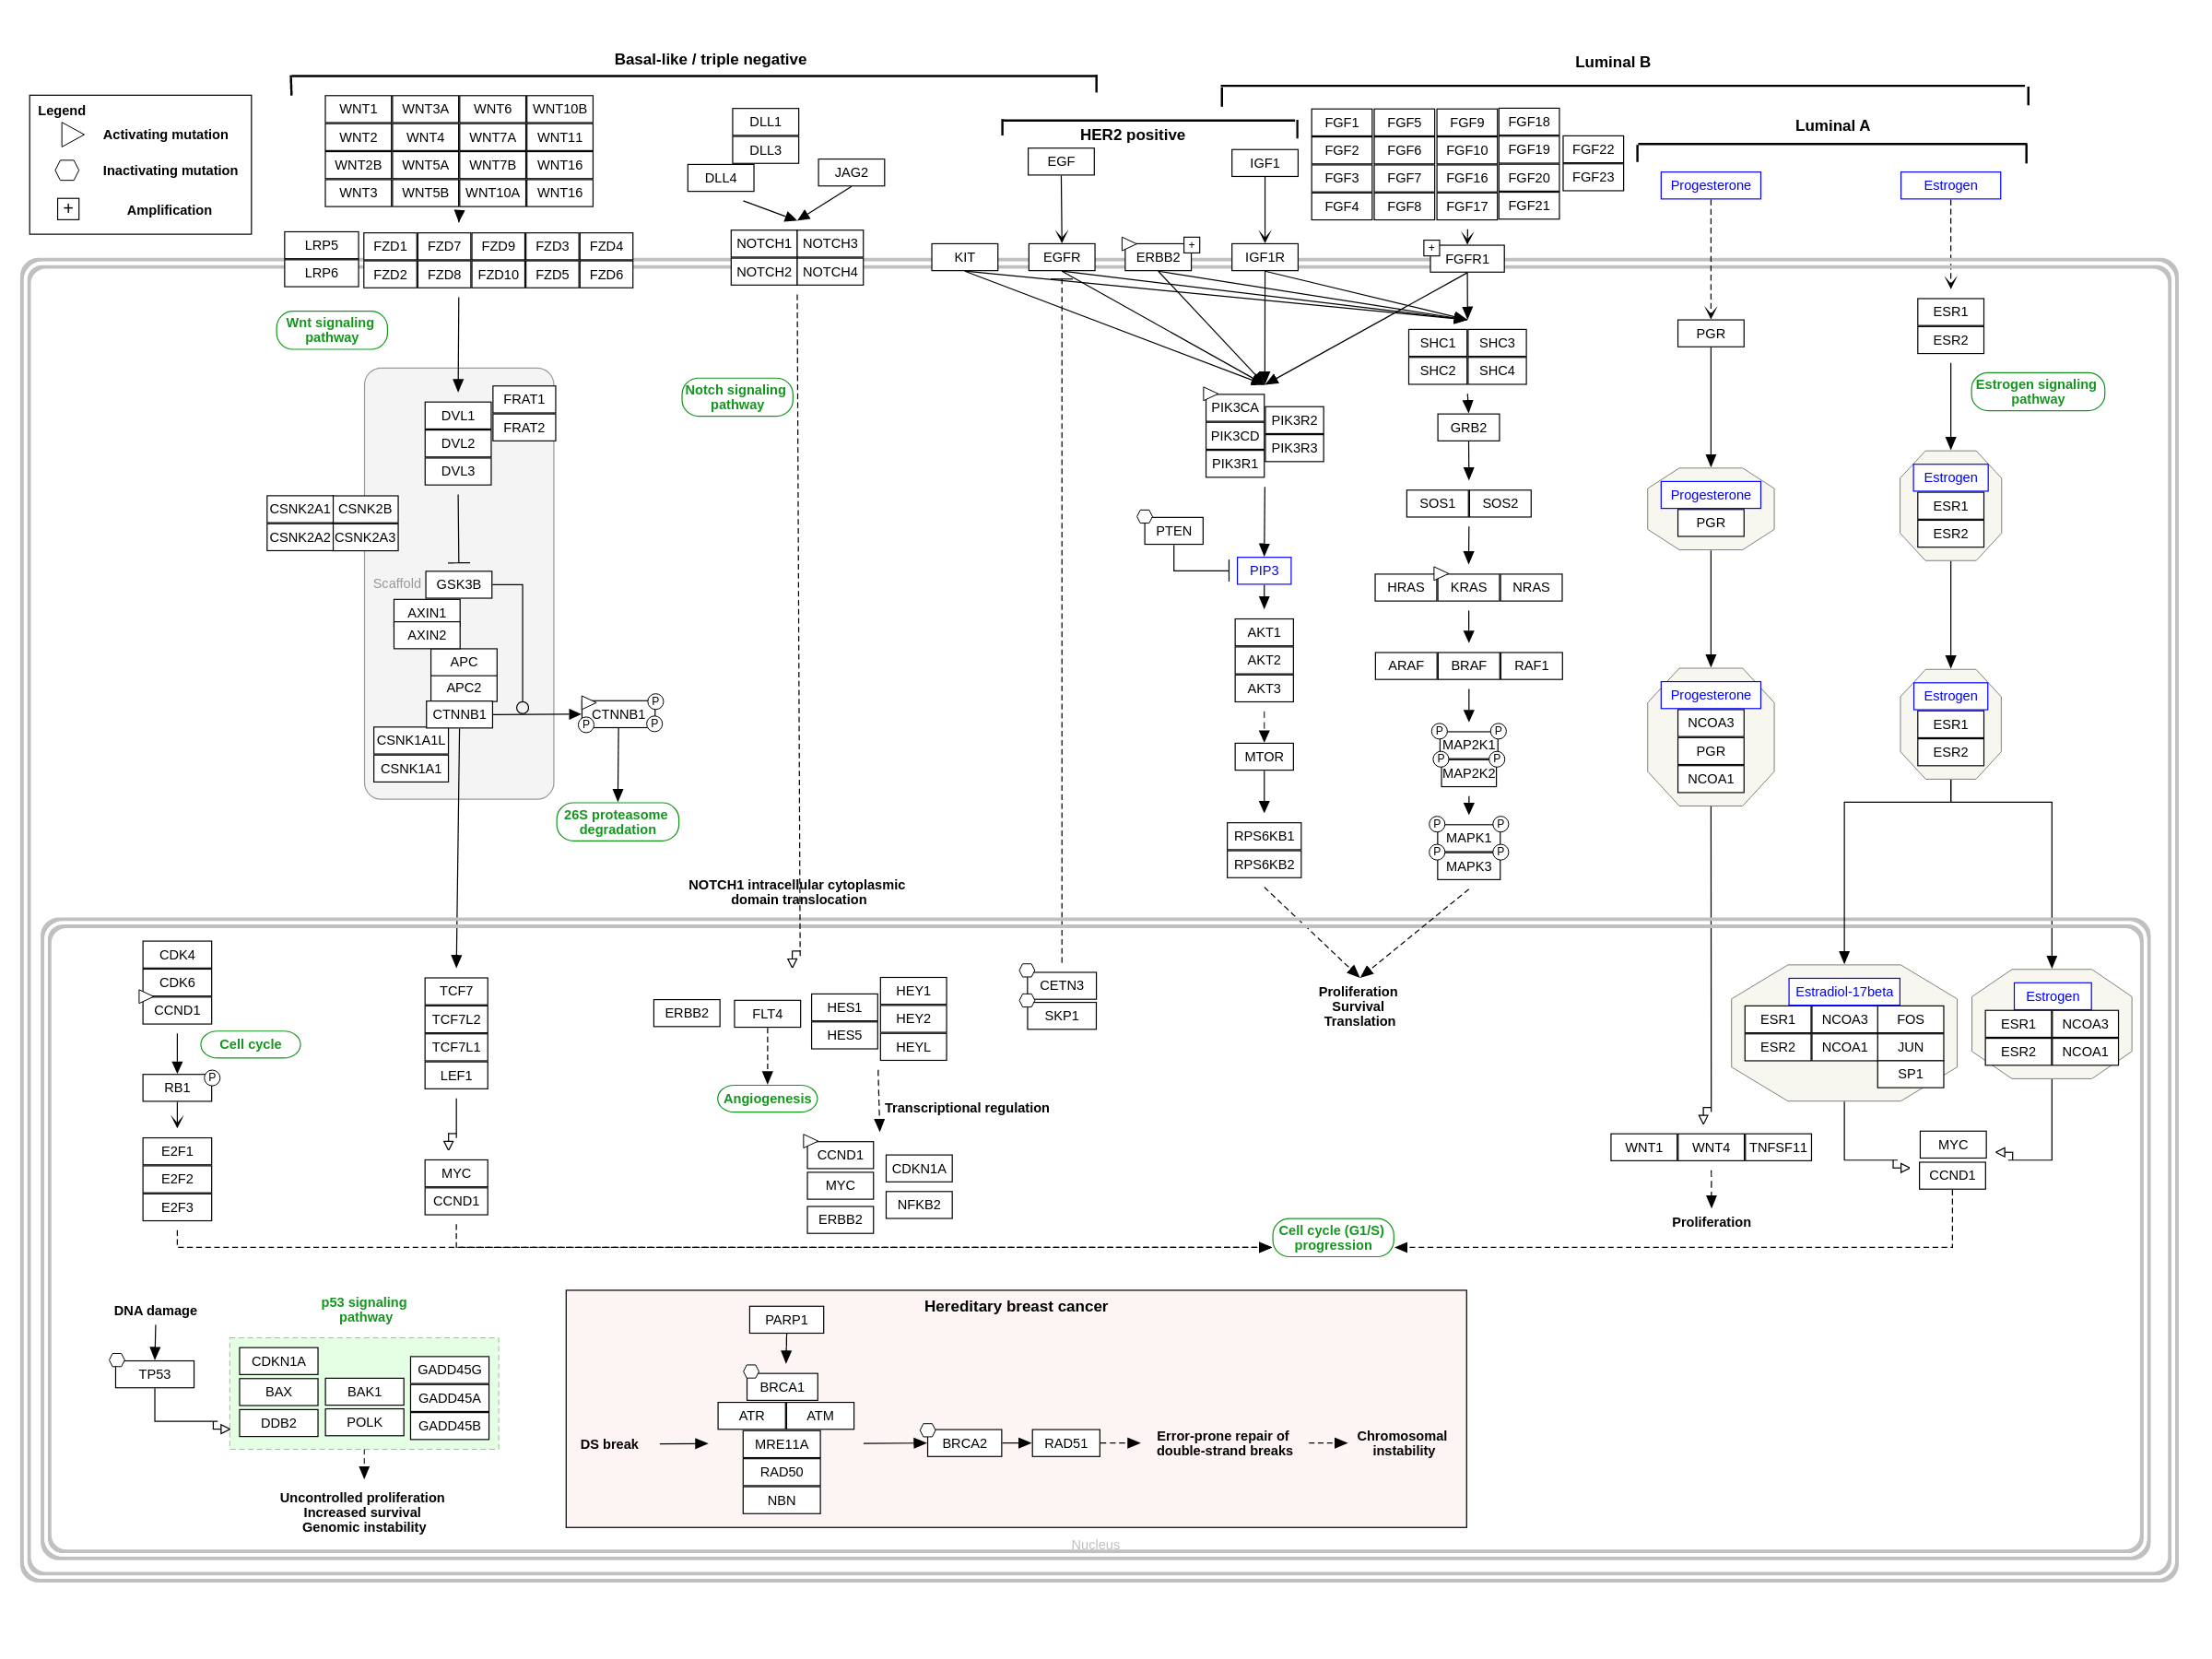 Basal-like / triple negative
Luminal B
Legend
Activating mutation
Inactivating mutation
+
Amplification
WNT1 WNT3A WNT6 WNT10B
WNT2 WNT4 WNT7A WNT11
WNT2B WNT5A WNT7B WNT16
WNT3 WNT5B WNT10A WNT16
DLL1
DLL3
DLL4
JAG2
HER2 positive
EGF
IGF1
FGF1 FGF5 FGF9 FGF18
FGF2 FGF6 FGF10 FGF19 FGF22
FGF3 FGF7 FGF16 FGF20 FGF23
FGF4 FGF8 FGF17 FGF21
Luminal A
Progesterone
Estrogen
LRP5
LRP6
FZD1 FZD7 FZD9 FZD3 FZD4
FZD2 FZD8 FZD10 FZD5 FZD6
NOTCH1 NOTCH3
NOTCH2 NOTCH4
KIT
EGFR
ERBB2
+
IGF1R
+
FGFR1
Wnt signaling
pathway
PGR
ESR1
ESR2
SHC1 SHC3
SHC2 SHC4
Notch signaling
pathway
Estrogen signaling
pathway
FRAT1
FRAT2
DVL1
DVL2
DVL3
PIK3CA
PIK3CD
PIK3R1
PIK3R2
PIK3R3
GRB2
CSNK2A1 CSNK2B
CSNK2A2 CSNK2A3
SOS1 SOS2
Progesterone
PGR
Estrogen
ESR1
ESR2
PTEN
PIP3
Scaffold
GSK3B
AXIN1
AXIN2
APC
APC2
CTNNB1
CSNK1A1L
CSNK1A1
CTNNB1
P
P
P
HRAS KRAS NRAS
AKT1
AKT2
AKT3
ARAF BRAF RAF1
MTOR
P P
MAP2K1
P P
MAP2K2
Progesterone
NCOA3
PGR
NCOA1
Estrogen
ESR1
ESR2
26S proteasome
degradation
RPS6KB1
RPS6KB2
P P
MAPK1
P P
MAPK3
NOTCH1 intracellular cytoplasmic
domain translocation
CDK4
CDK6
CCND1
Cell cycle
RB1
P
E2F1
E2F2
E2F3
TCF7
TCF7L2
TCF7L1
LEF1
MYC
CCND1
ERBB2
FLT4
HES1
HES5
HEY1
HEY2
HEYL
Angiogenesis
Transcriptional regulation
CCND1
MYC
ERBB2
CDKN1A
NFKB2
CETN3
SKP1
Proliferation
Survival
Translation
Estradiol-17beta
ESR1 NCOA3 FOS
ESR2 NCOA1 JUN
SP1
Estrogen
ESR1 NCOA3
ESR2 NCOA1
WNT1 WNT4 TNFSF11
Proliferation
MYC
CCND1
Cell cycle (G1/S)
progression
DNA damage
TP53
p53 signaling
pathway
CDKN1A
BAX
DDB2
BAK1
POLK
GADD45G
GADD45A
GADD45B
Uncontrolled proliferation
Increased survival
Genomic instability
Hereditary breast cancer
PARP1
BRCA1
ATR ATM
MRE11A
RAD50
NBN
DS break
BRCA2
RAD51
Error-prone repair of
double-strand breaks
Chromosomal
instability
Nucleus